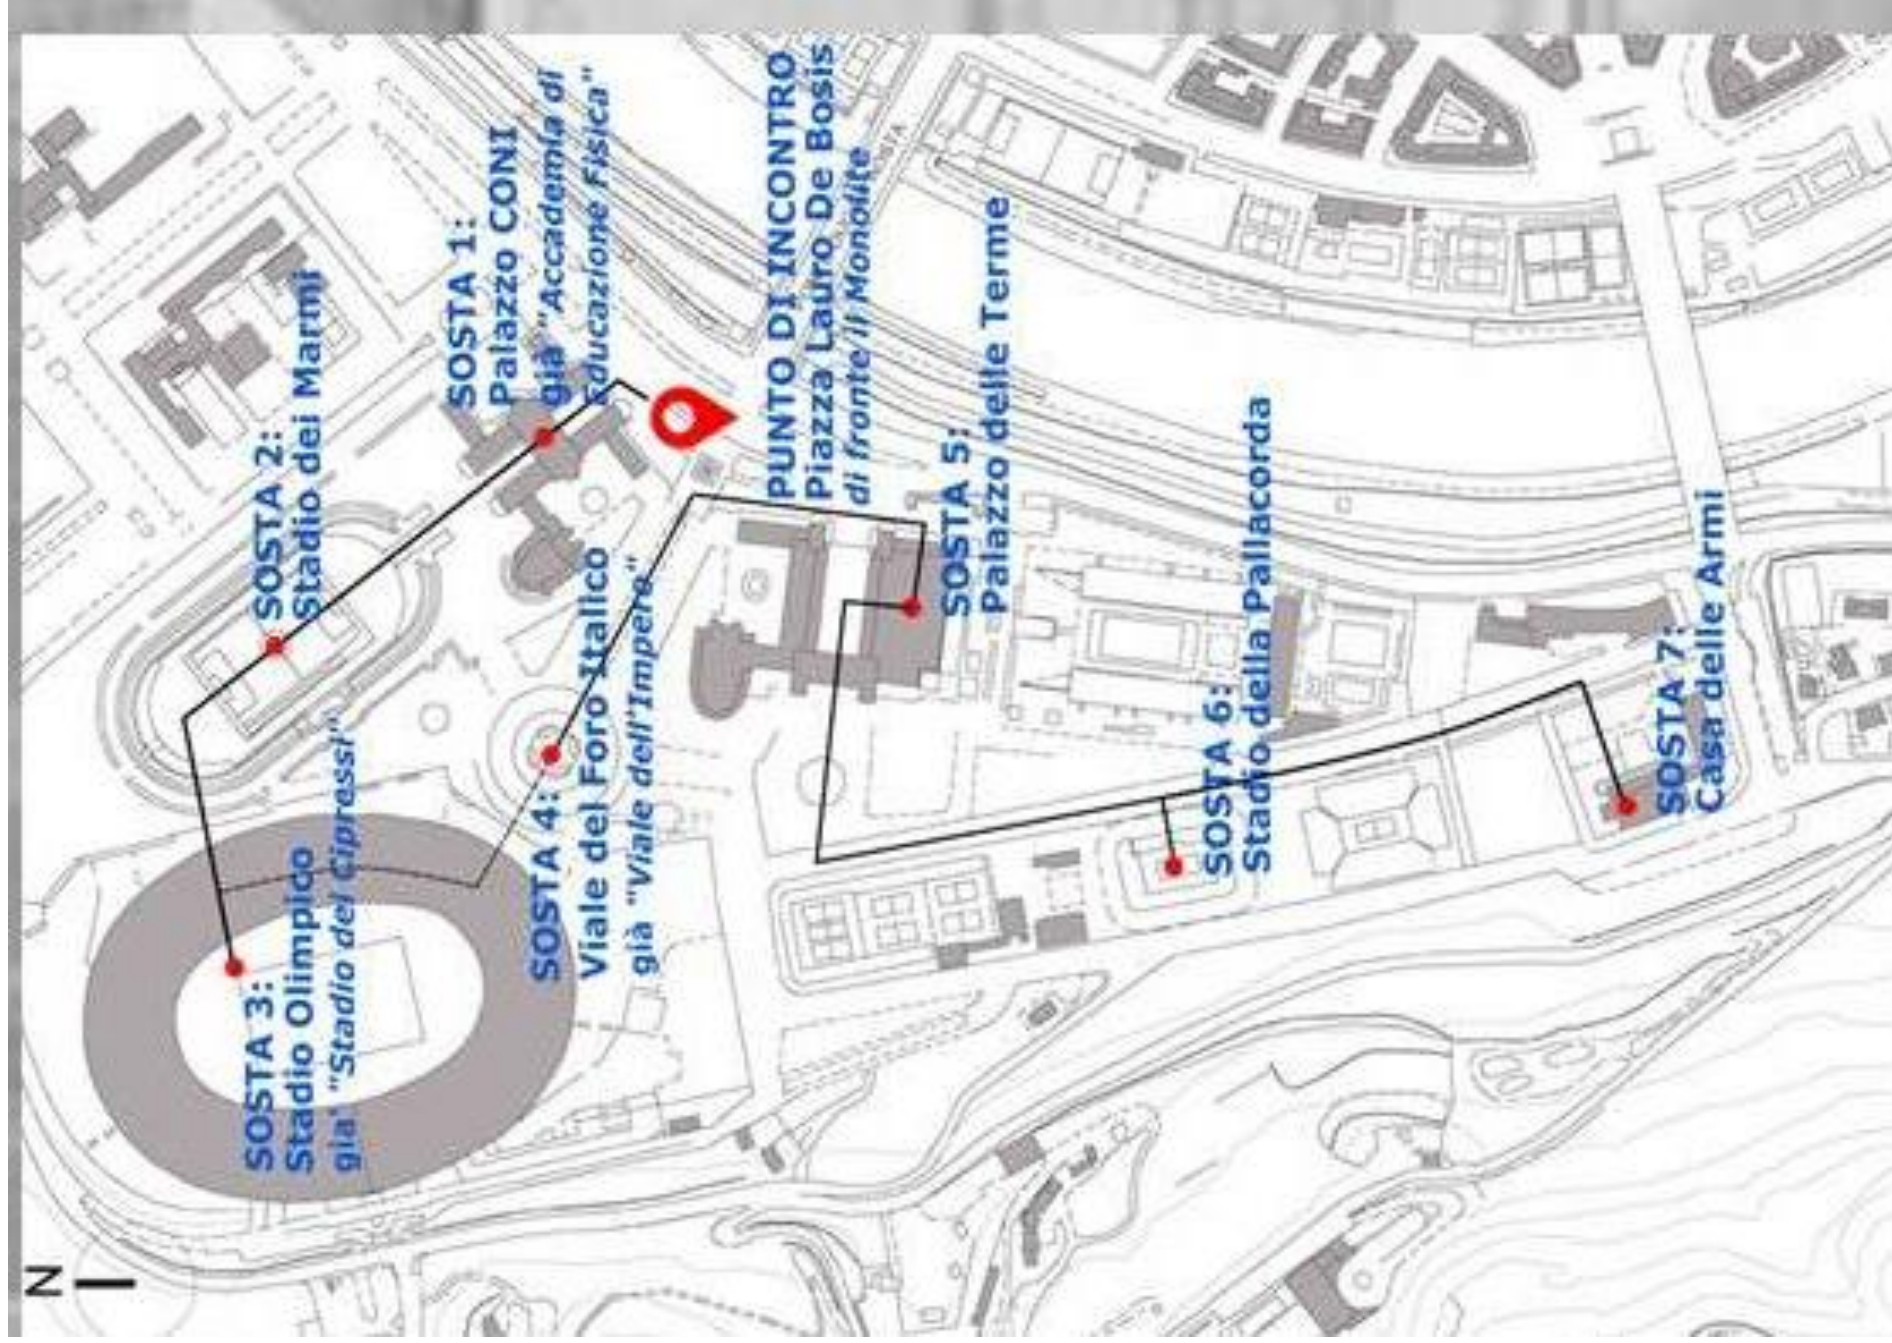 SOSTA 1:
Palazzo CONI
già "Accademia di
Educazione Fisica"
PUNTO DI INCONTRO
Piazza Lauro De Bosis
di fronte il Monolite
SOSTA 2:
Stadio dei Marmi
SOSTA 3:
Stadio Olimpico
gia' "Stadio dei Cipressi"
SOSTA 4:
Viale del Foro Italico
già "Viale dell'Impero"
SOSTA 5:
Palazzo delle Terme
SOSTA 6:
Stadio della Pallacorda
SOSTA 7:
Casa delle Armi
N